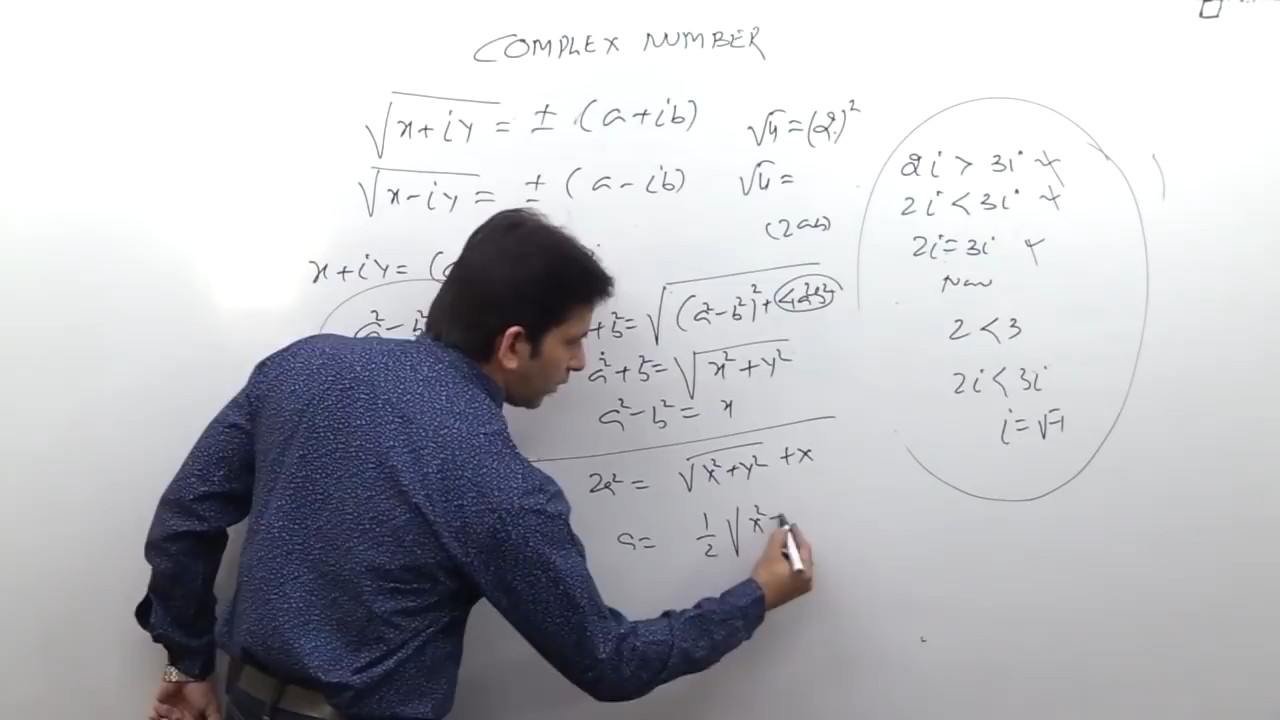 COMPLEX NUMBER
√(x+iy) = ± (a+ib)
√4 = (2)²
√(x-iy) = ± (a-ib)
√4 =
(2ab)
x+iy = (a
a² - b²
+ b² = √((a²-b²)² + 4a²b²)
a² + b² = √(x² + y²)
a² - b² = x
2a² = √(x² + y²) + x
a = 1/2 √x² -
2i > 3i ×
2i < 3i ×
2i = 3i ×
2 < 3
2i < 3i
i = √-1